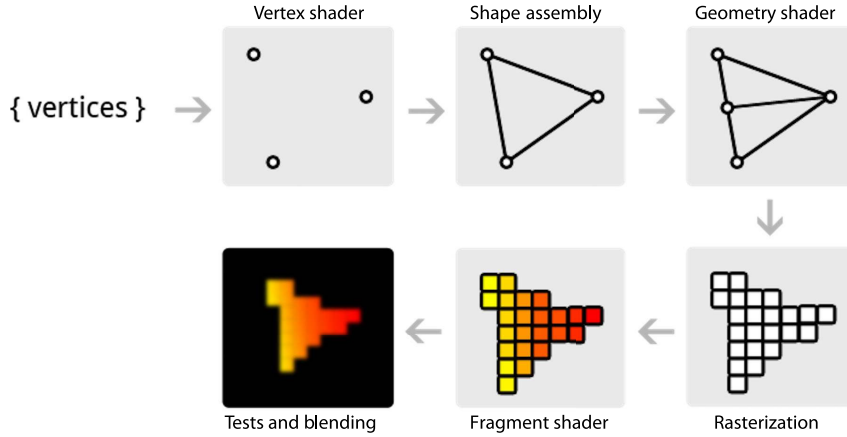 Vertex shader
Shape assembly
Geometry shader
{ vertices }
Tests and blending
Fragment shader
Rasterization